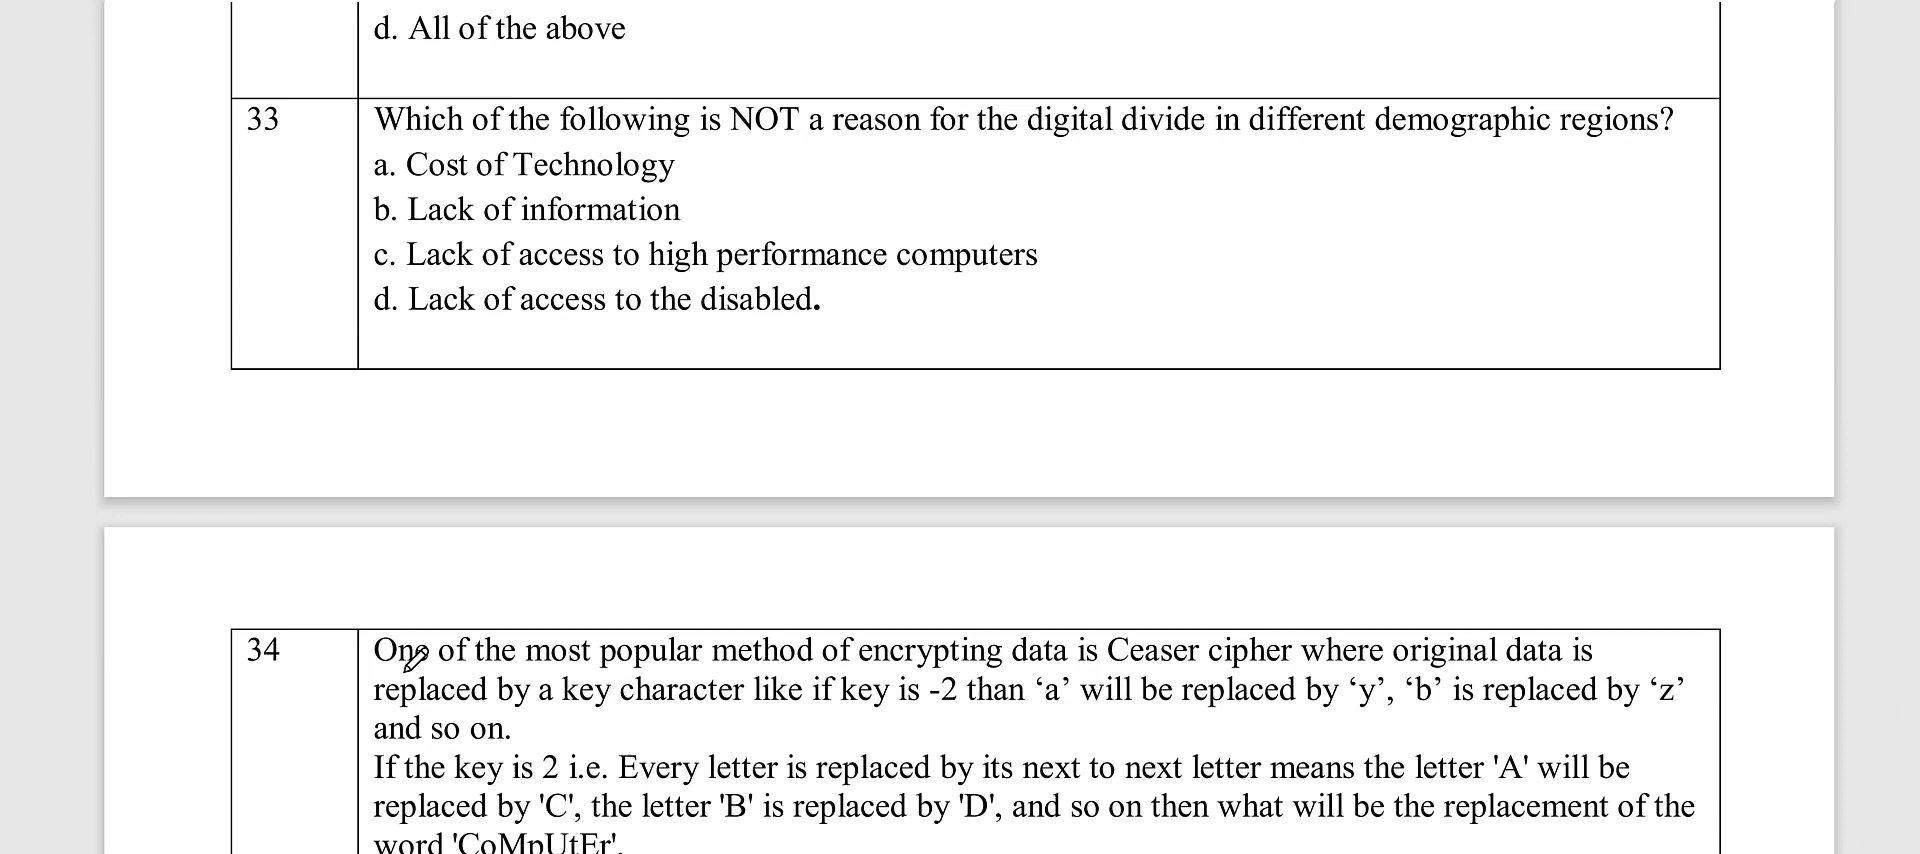 d. All of the above
33
Which of the following is NOT a reason for the digital divide in different demographic regions?
a. Cost of Technology
b. Lack of information
c. Lack of access to high performance computers
d. Lack of access to the disabled.
34
One of the most popular method of encrypting data is Ceaser cipher where original data is
replaced by a key character like if key is -2 than ‘a’ will be replaced by ‘y’, ‘b’ is replaced by ‘z’
and so on.
If the key is 2 i.e. Every letter is replaced by its next to next letter means the letter 'A' will be
replaced by 'C', the letter 'B' is replaced by 'D', and so on then what will be the replacement of the
word 'CoMpUtEr'.